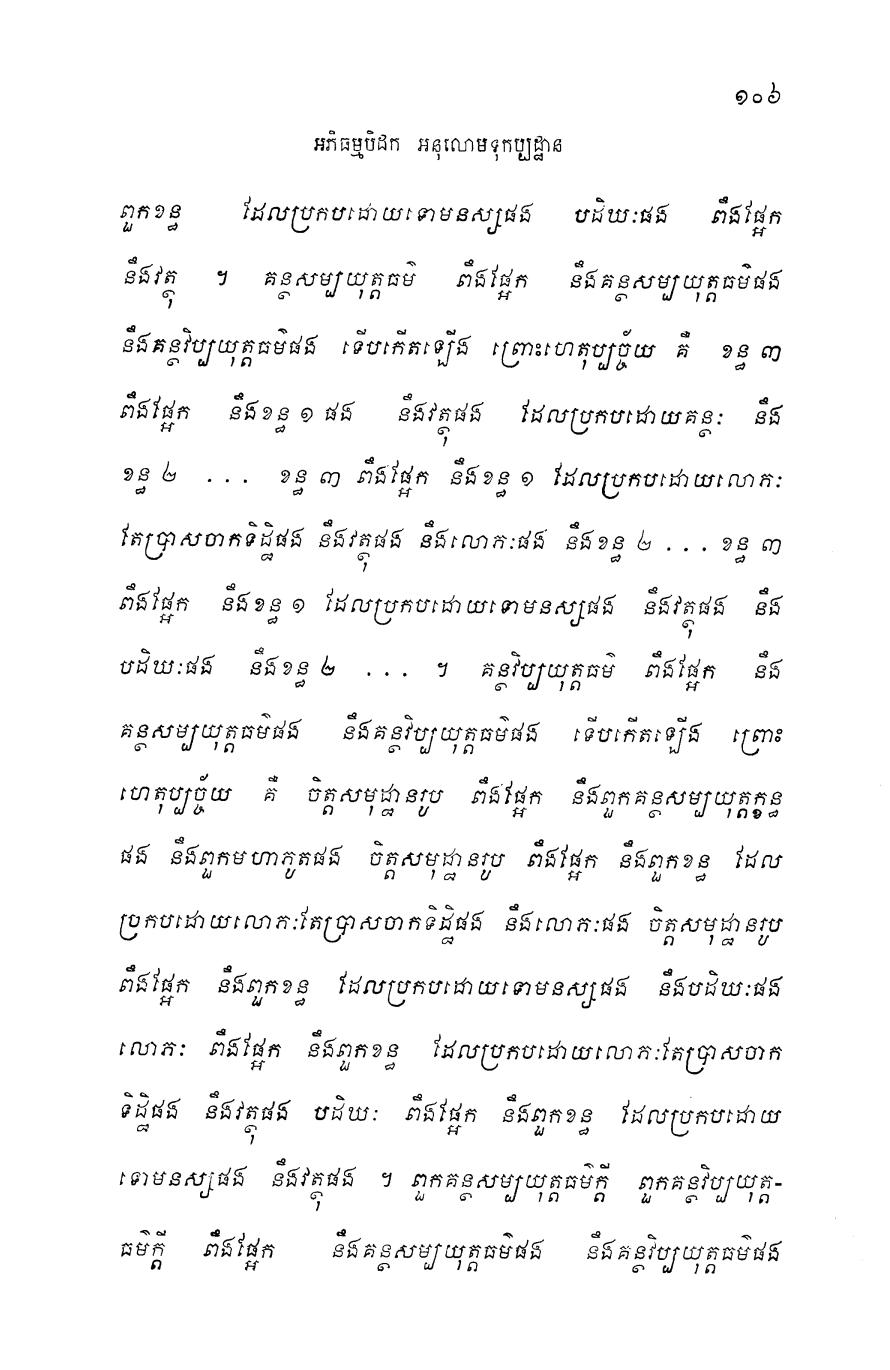 ១០៦
អភិធម្មបិដក អនុលោមទុកប្បដ្ឋាន
ពួកខន្ធ ដែលប្រកបដោយទោមនស្សផង បដិឃៈផង ពឹងផ្អែក
នឹងវត្ថុ ។ គន្ថសម្បយុត្តធម៌ ពឹងផ្អែក នឹងគន្ថសម្បយុត្តធម៌ផង
នឹងគន្ថវិប្បយុត្តធម៌ផង ទើបកើតឡើង ព្រោះហេតុប្បច្ច័យ គឺ ខន្ធ ៣
ពឹងផ្អែក នឹងខន្ធ ១ ផង នឹងវត្ថុផង ដែលប្រកបដោយគន្ថៈ នឹង
ខន្ធ ២ ... ខន្ធ ៣ ពឹងផ្អែក នឹងខន្ធ ១ ដែលប្រកបដោយលោភៈ
តែប្រាសចាកទិដ្ឋិផង នឹងវត្ថុផង នឹងលោភៈផង នឹងខន្ធ ២ ... ខន្ធ ៣
ពឹងផ្អែក នឹងខន្ធ ១ ដែលប្រកបដោយទោមនស្សផង នឹងវត្ថុផង នឹង
បដិឃៈផង នឹងខន្ធ ២ ... ។ គន្ថវិប្បយុត្តធម៌ ពឹងផ្អែក នឹង
គន្ថសម្បយុត្តធម៌ផង នឹងគន្ថវិប្បយុត្តធម៌ផង ទើបកើតឡើង ព្រោះ
ហេតុប្បច្ច័យ គឺ ចិត្តសមុដ្ឋានរូប ពឹងផ្អែក នឹងពួកគន្ថសម្បយុត្តក្ខន្ធ
ផង នឹងពួកមហាភូតផង ចិត្តសមុដ្ឋានរូប ពឹងផ្អែក នឹងពួកខន្ធ ដែល
ប្រកបដោយលោភៈតែប្រាសចាកទិដ្ឋិផង នឹងលោភៈផង ចិត្តសមុដ្ឋានរូប
ពឹងផ្អែក នឹងពួកខន្ធ ដែលប្រកបដោយទោមនស្សផង នឹងបដិឃៈផង
លោភៈ ពឹងផ្អែក នឹងពួកខន្ធ ដែលប្រកបដោយលោភៈតែប្រាសចាក
ទិដ្ឋិផង នឹងវត្ថុផង បដិឃៈ ពឹងផ្អែក នឹងពួកខន្ធ ដែលប្រកបដោយ
ទោមនស្សផង នឹងវត្ថុផង ។ ពួកគន្ថសម្បយុត្តធម៌ក្តី ពួកគន្ថវិប្បយុត្ត-
ធម៌ក្តី ពឹងផ្អែក នឹងគន្ថសម្បយុត្តធម៌ផង នឹងគន្ថវិប្បយុត្តធម៌ផង